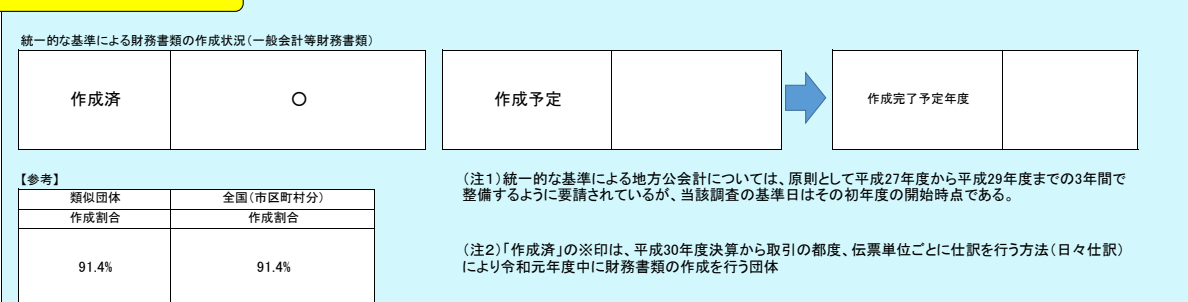 統一的な基準による財務書類の作成状況(一般会計等財務書類)
作成済
○
作成予定
作成完了予定年度
【参考】
類似団体
全国(市区町村分)
作成割合
作成割合
91.4%
91.4%
(注1)統一的な基準による地方公会計については、原則として平成27年度から平成29年度までの3年間で
整備するように要請されているが、当該調査の基準日はその初年度の開始時点である。
(注2)「作成済」の※印は、平成30年度決算から取引の都度、伝票単位ごとに仕訳を行う方法(日々仕訳)
により令和元年度中に財務書類の作成を行う団体